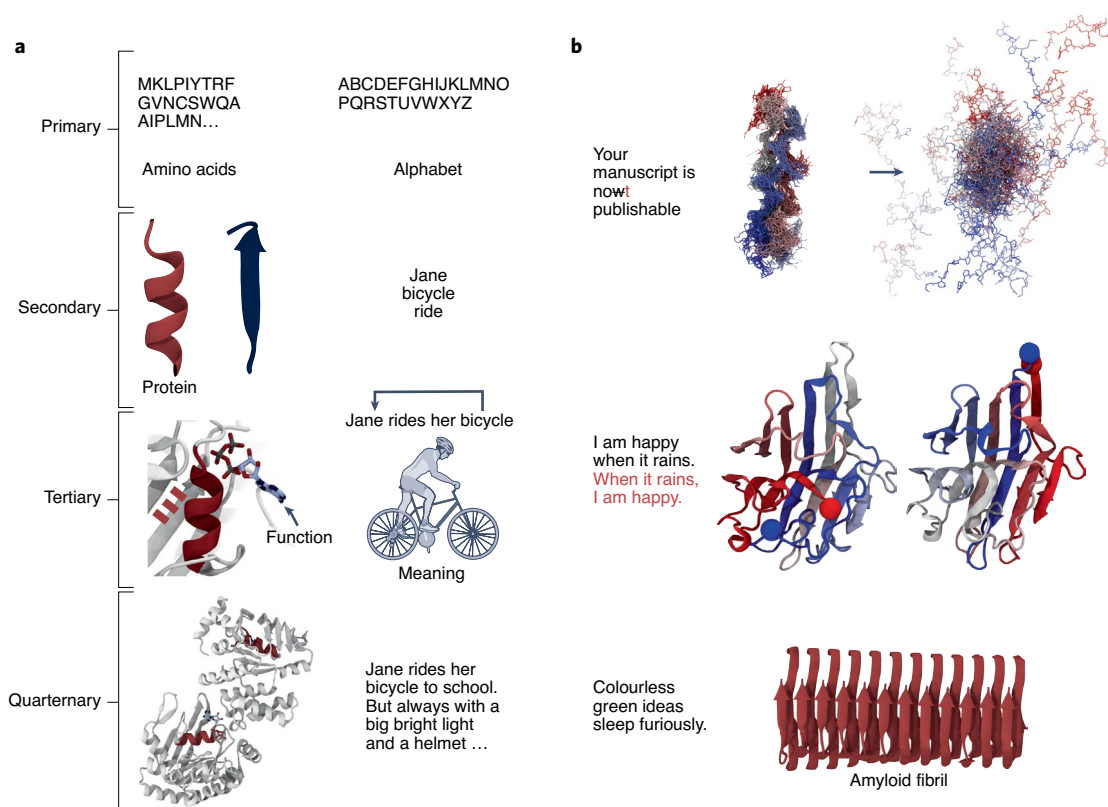 a
Primary
MKLPIYTRF
GVNCSWQA
AIPLMN…
Amino acids
ABCDEFGHIJKLMNO
PQRSTUVWXYZ
Alphabet
Secondary
Protein
Jane
bicycle
ride
Tertiary
Function
Jane rides her bicycle
Meaning
Quarternary
Jane rides her
bicycle to school.
But always with a
big bright light
and a helmet …
b
Your
manuscript is
nowt
publishable
I am happy
when it rains.
When it rains,
I am happy.
Colourless
green ideas
sleep furiously.
Amyloid fibril